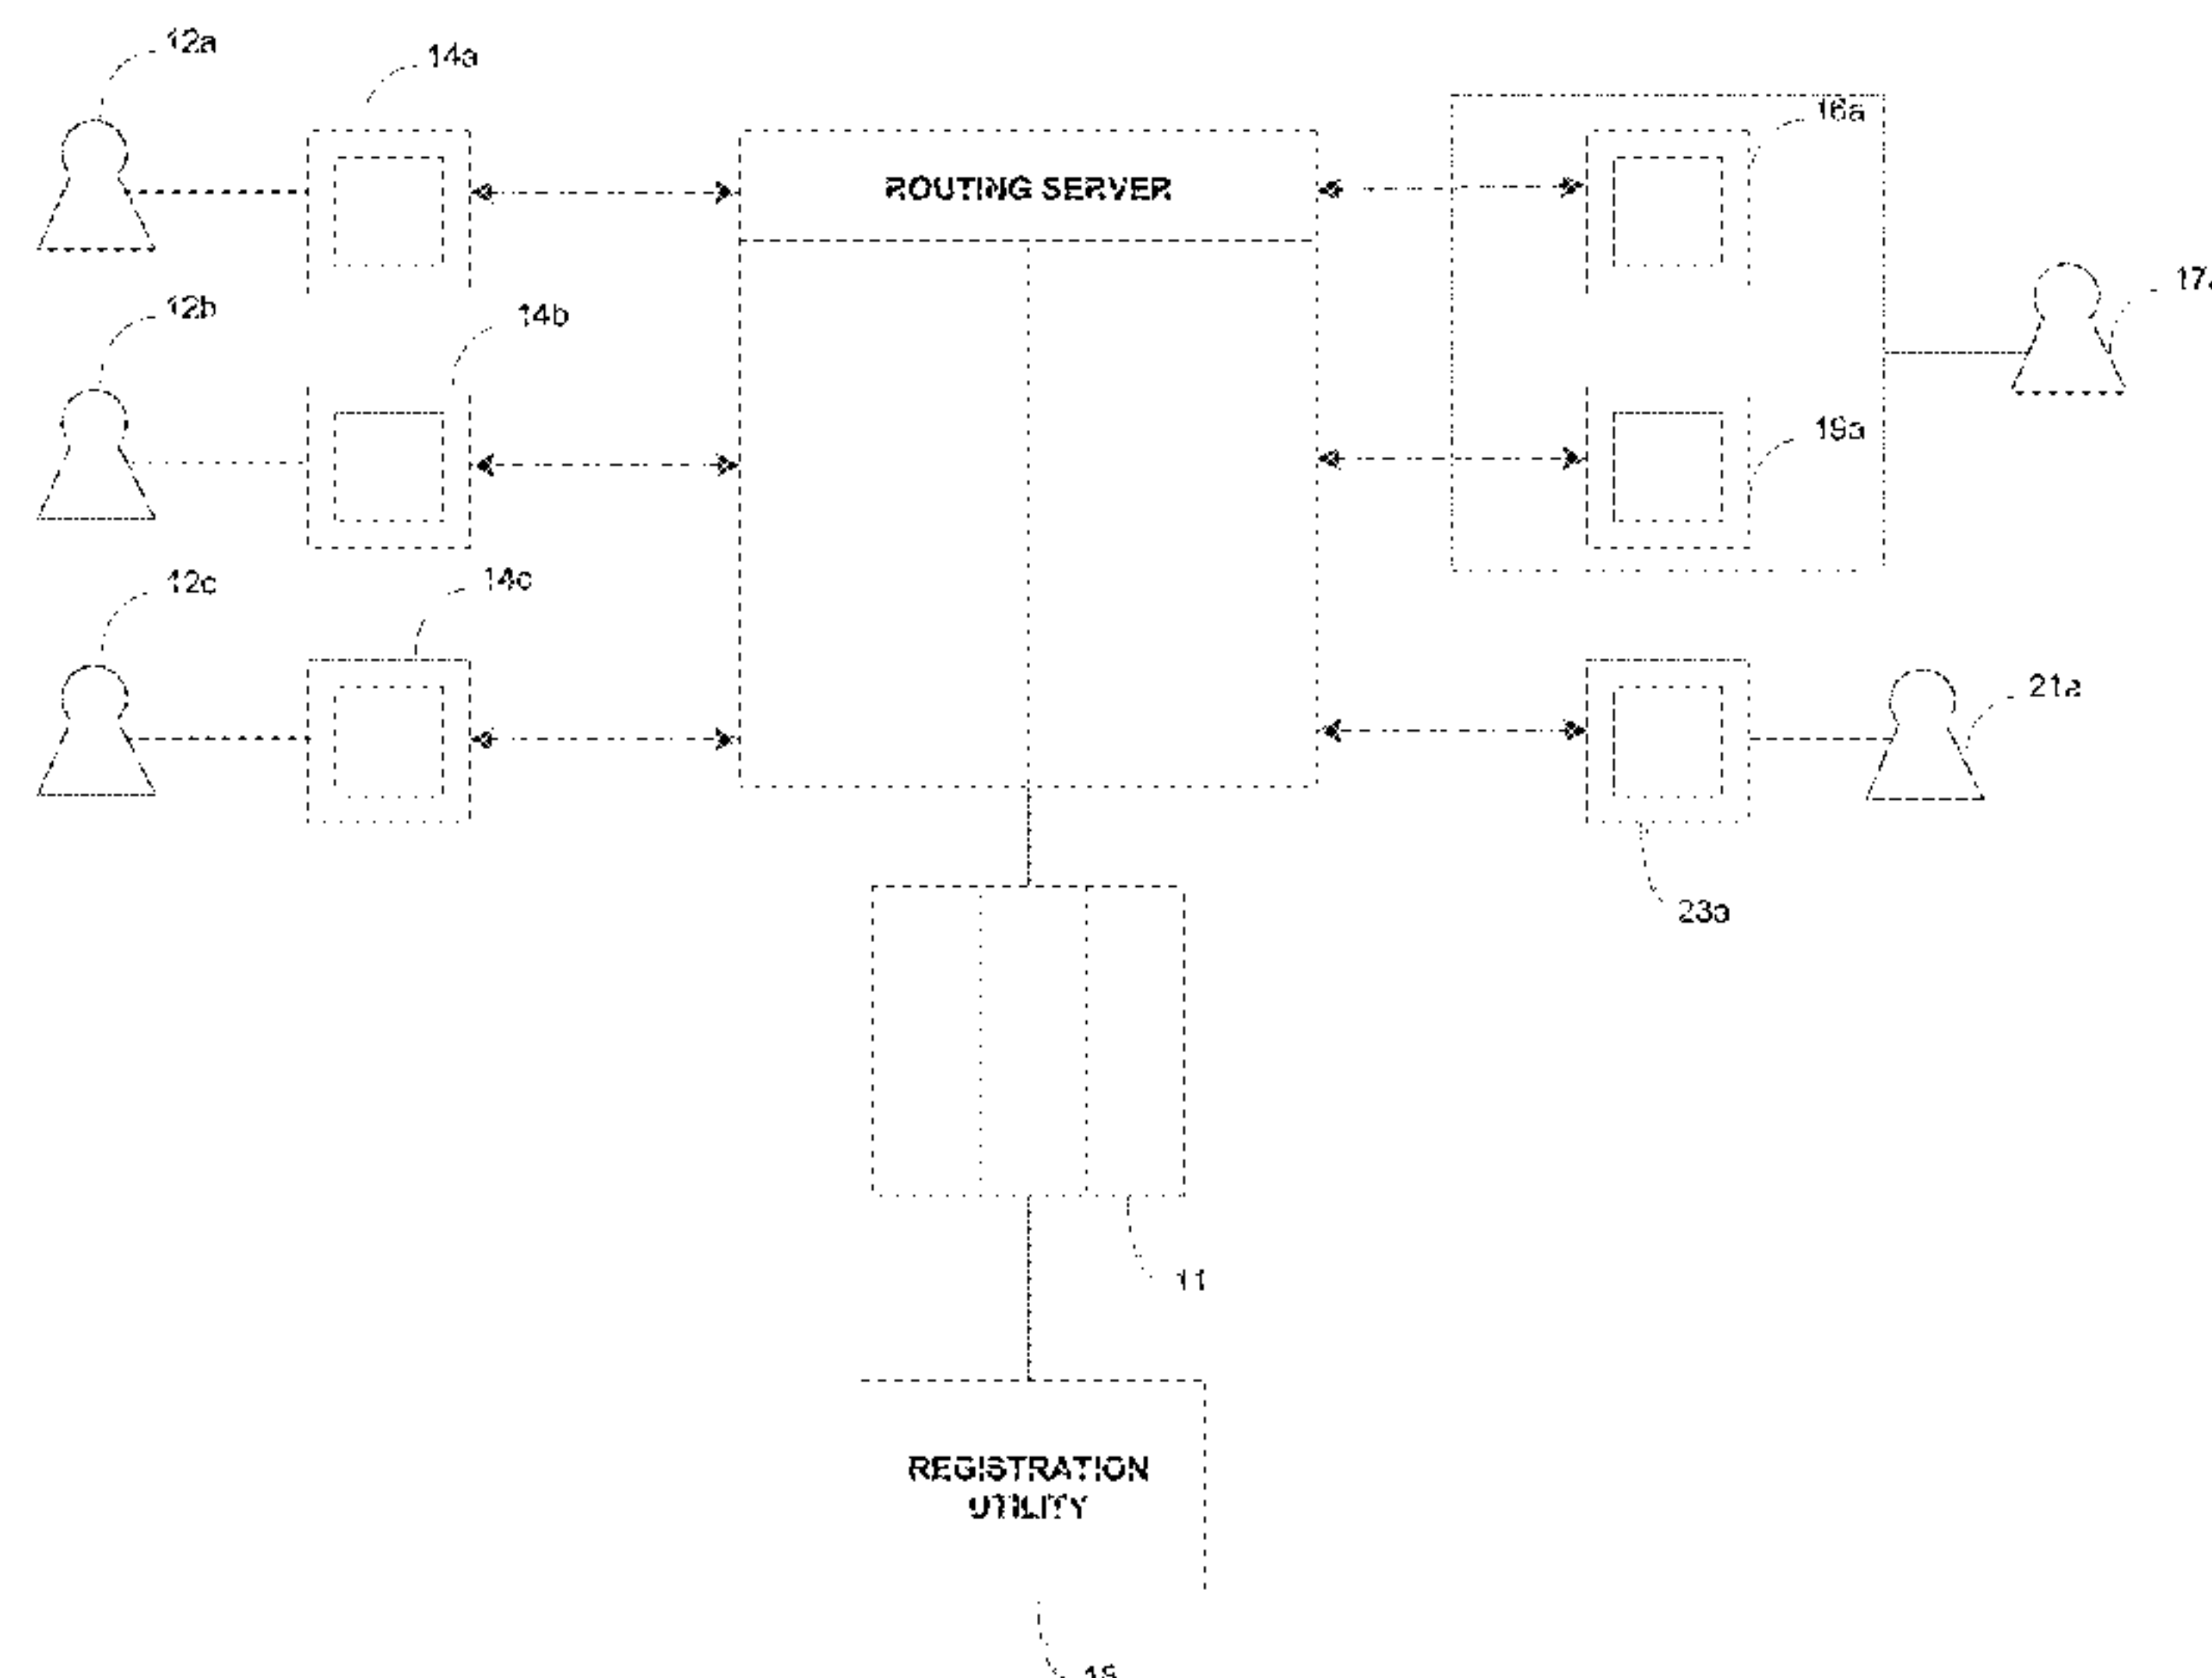 12a
14a
16a
ROUTING SERVER
17a
12b
14b
19a
12c
14c
21a
23a
11
REGISTRATION
UTILITY